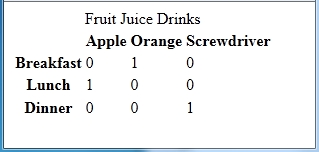 Fruit Juice Drinks
Apple Orange Screwdriver
Breakfast 0 1 0
Lunch 1 0 0
Dinner 0 0 1